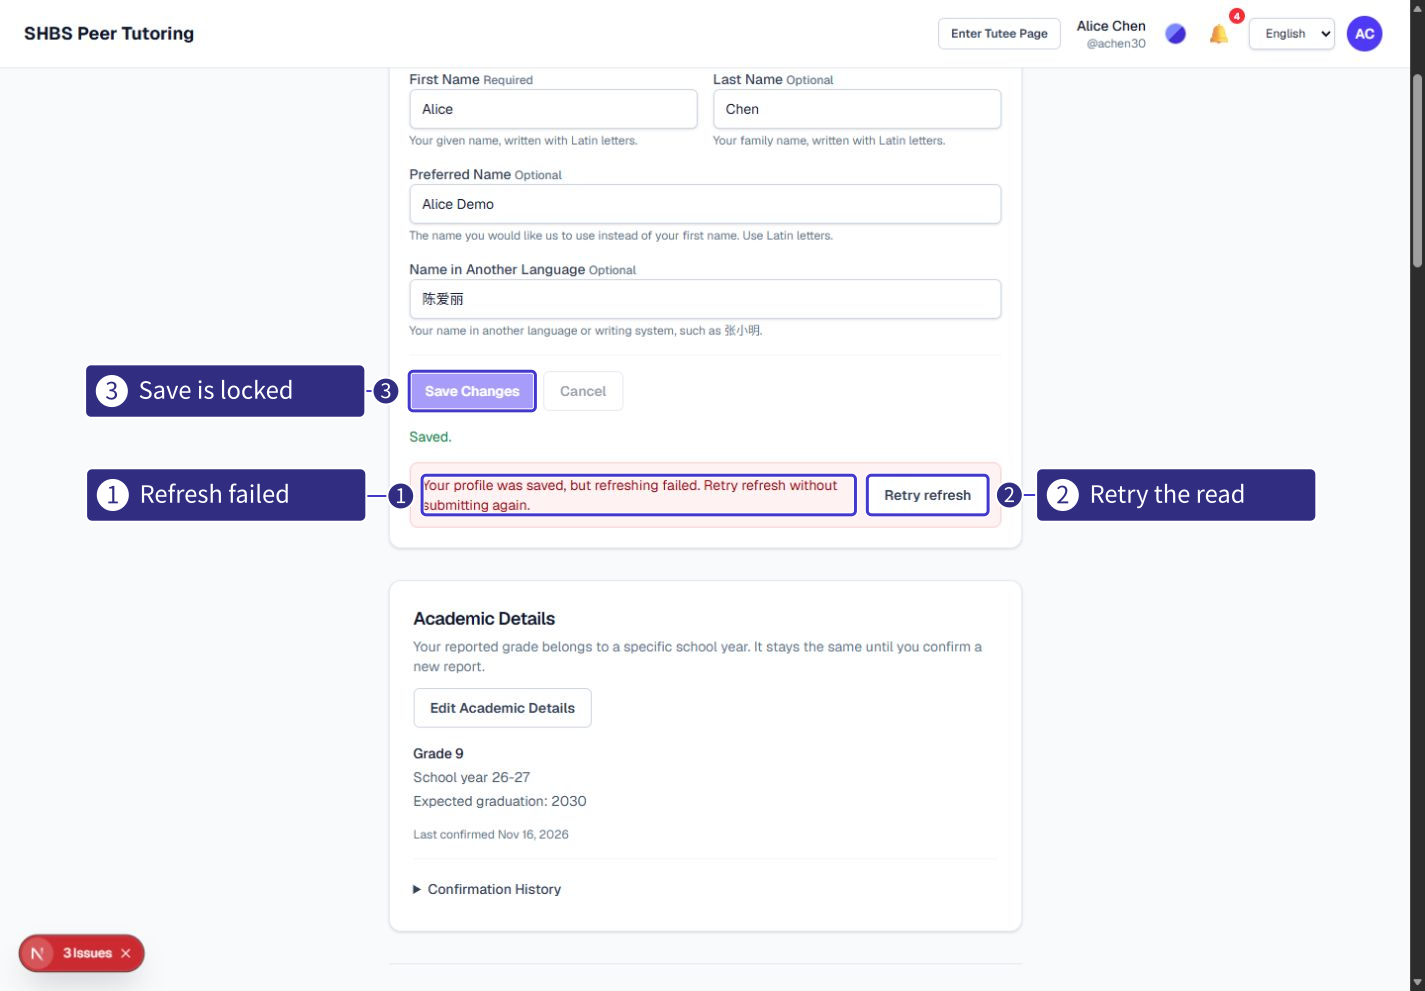 SHBS Peer Tutoring
Enter Tutee Page
Alice Chen
@achen30
4
English
AC
First Name Required
Last Name Optional
Alice
Chen
Your given name, written with Latin letters.
Your family name, written with Latin letters.
Preferred Name Optional
Alice Demo
The name you would like us to use instead of your first name. Use Latin letters.
Name in Another Language Optional
陈爱丽
Your name in another language or writing system, such as 张小明.
3 Save is locked
3
Save Changes
Cancel
Saved.
1 Refresh failed
1
Your profile was saved, but refreshing failed. Retry refresh without
submitting again.
Retry refresh
2
2 Retry the read
Academic Details
Your reported grade belongs to a specific school year. It stays the same until you confirm a
new report.
Edit Academic Details
Grade 9
School year 26-27
Expected graduation: 2030
Last confirmed Nov 16, 2026
Confirmation History
N 3 Issues